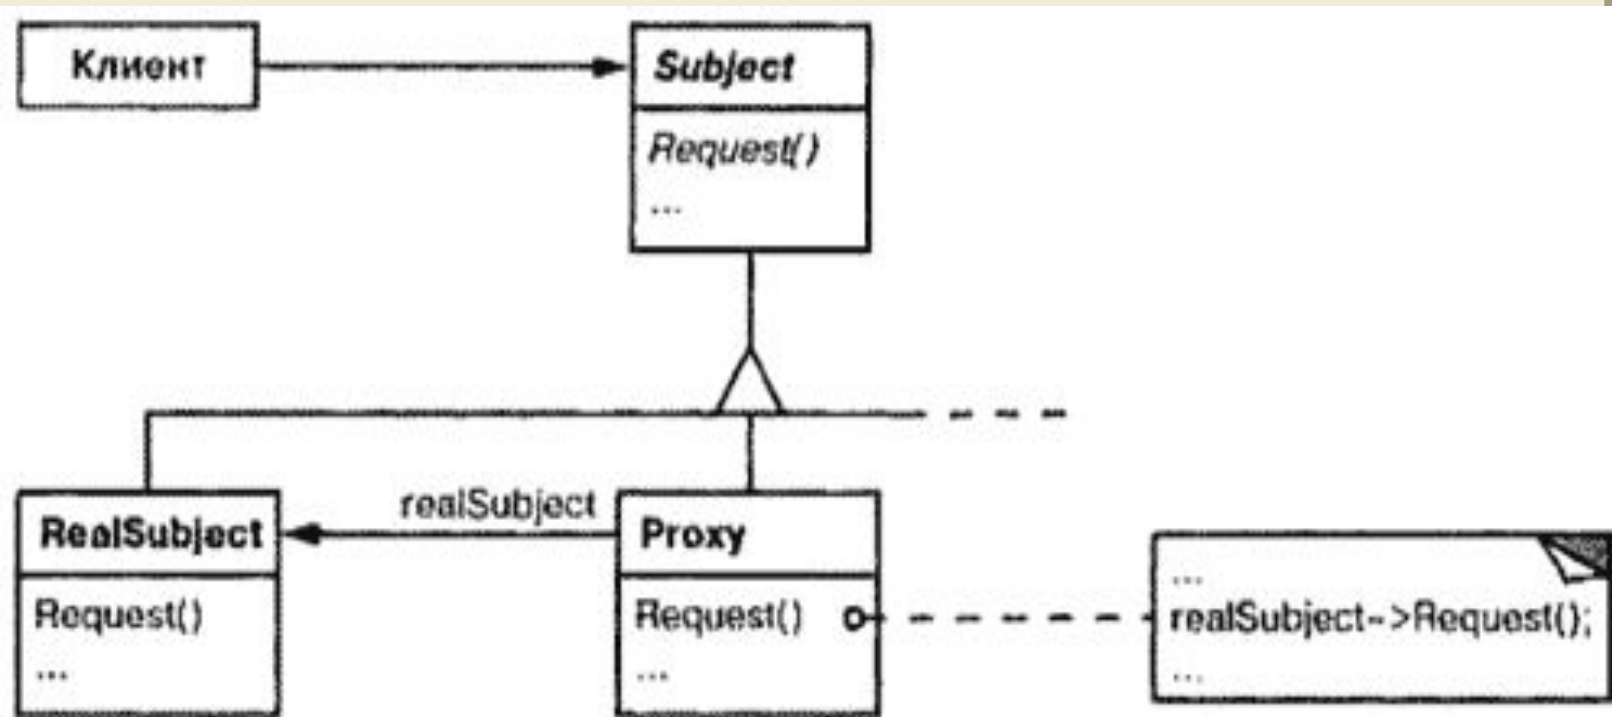 Клиент
Subject
Request()
...
realSubject
RealSubject
Request()
...
Proxy
Request()
...
...
realSubject->Request();
...